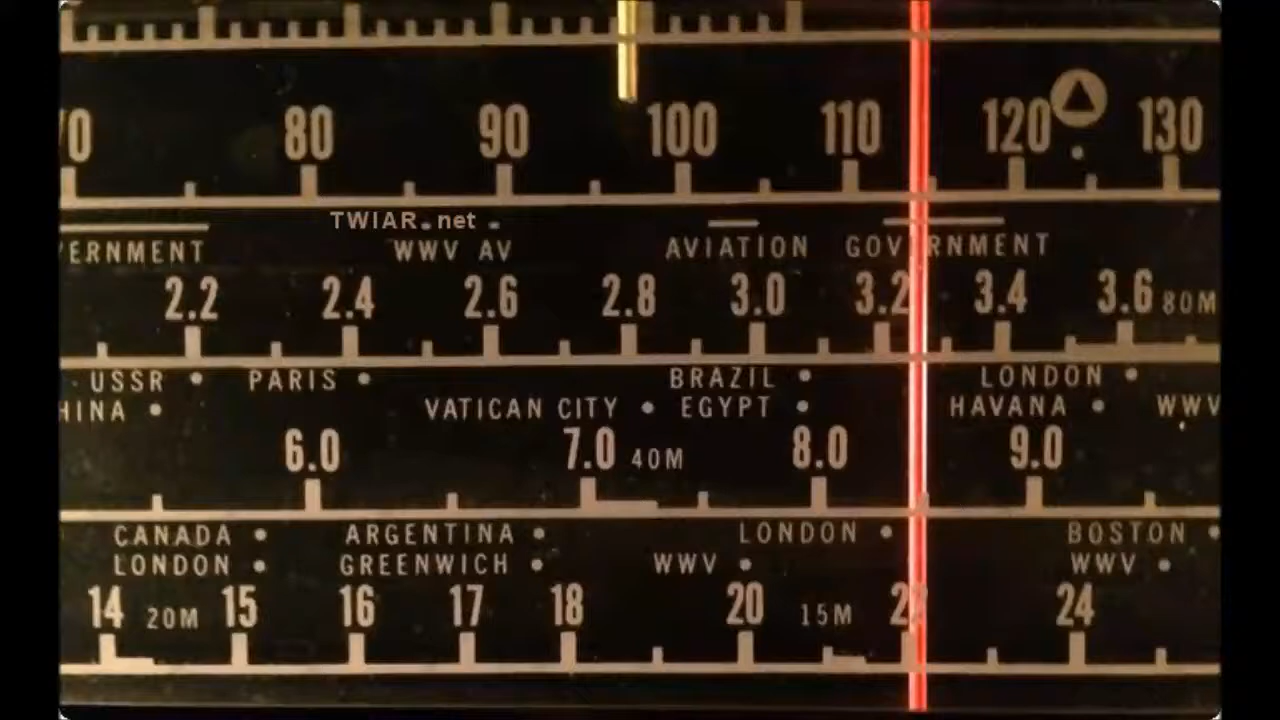 70 80 90 100 110 120 130
TWIAR.net
ERNMENT WWV AV AVIATION GOVERNMENT
2.2 2.4 2.6 2.8 3.0 3.2 3.4 3.6 80M
USSR PARIS BRAZIL LONDON
HINA VATICAN CITY EGYPT HAVANA WWV
6.0 7.0 40M 8.0 9.0
CANADA ARGENTINA LONDON BOSTON
LONDON GREENWICH WWV WWV
14 20M 15 16 17 18 20 15M 22 24